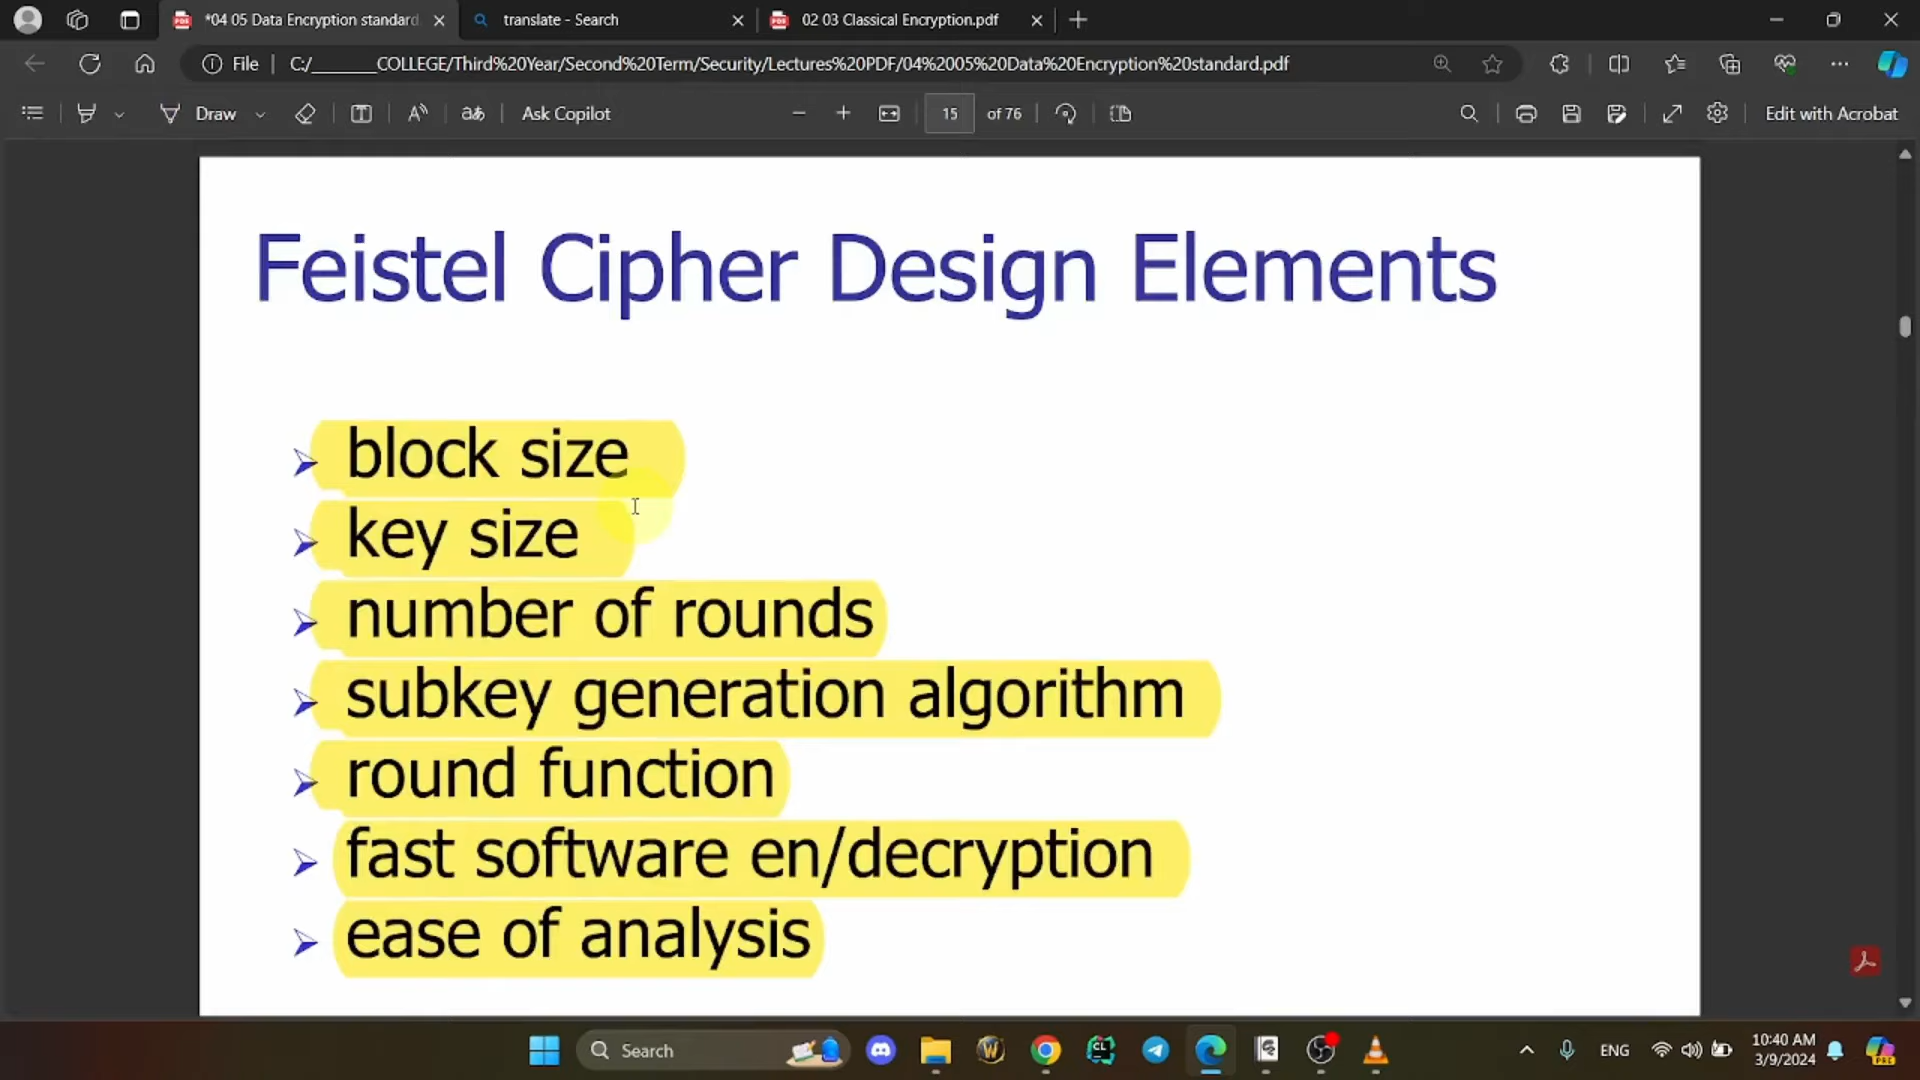 *04 05 Data Encryption standard
translate - Search
02 03 Classical Encryption.pdf
File
C:/_______COLLEGE/Third%20Year/Second%20Term/Security/Lectures%20PDF/04%2005%20Data%20Encryption%20standard.pdf
Draw
Ask Copilot
15 of 76
Edit with Acrobat
Feistel Cipher Design Elements
block size
key size
number of rounds
subkey generation algorithm
round function
fast software en/decryption
ease of analysis
Search
ENG
10:40 AM
3/9/2024